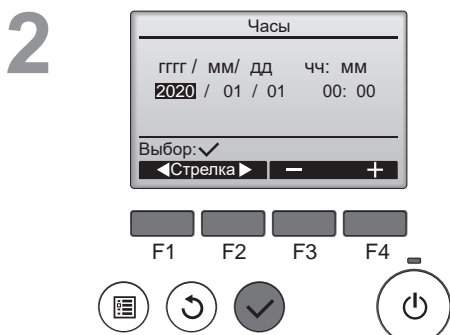 2
Часы
гггг / мм/ дд чч: мм
2020 / 01 / 01 00: 00
Выбор:✓
◀Стрелка▶ − +
F1 F2 F3 F4